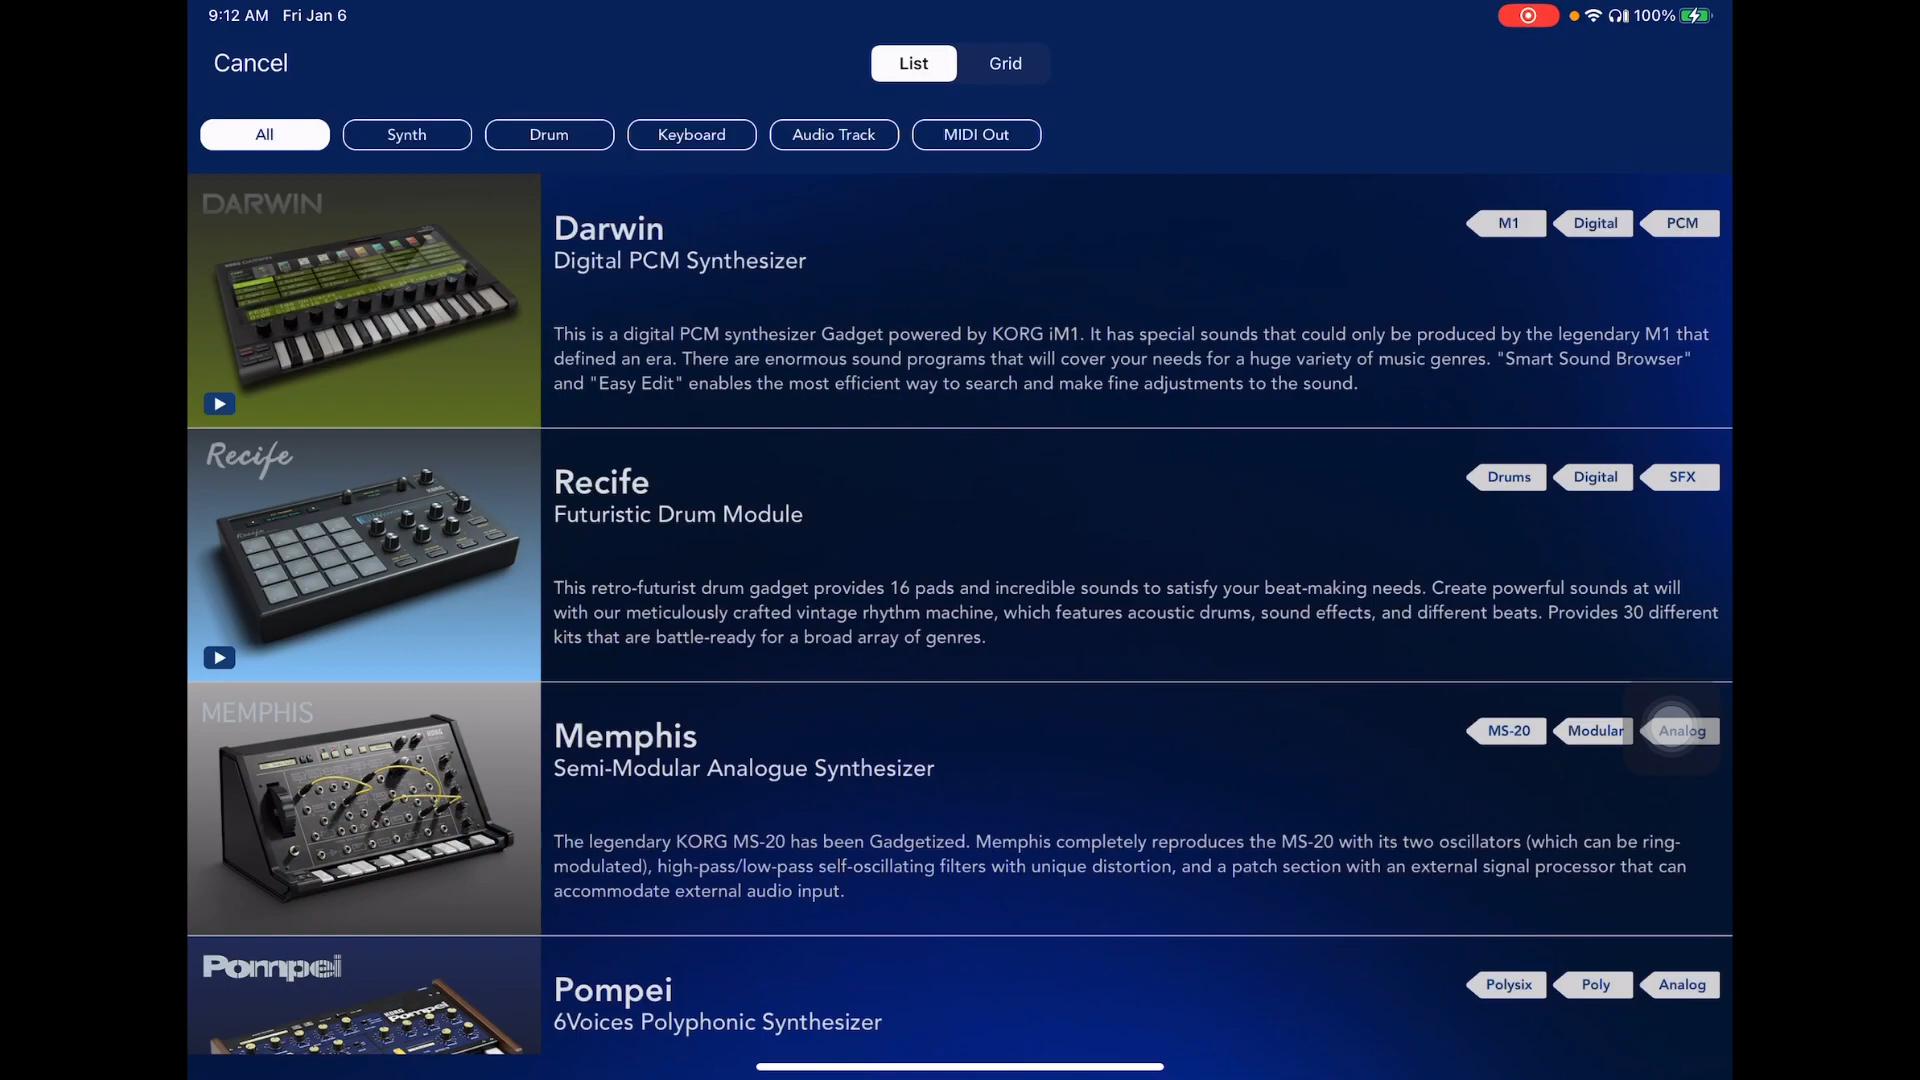 9:12 AM Fri Jan 6
100%
Cancel
List Grid
All Synth Drum Keyboard Audio Track MIDI Out
DARWIN
Darwin
Digital PCM Synthesizer
M1 Digital PCM
This is a digital PCM synthesizer Gadget powered by KORG iM1. It has special sounds that could only be produced by the legendary M1 that
defined an era. There are enormous sound programs that will cover your needs for a huge variety of music genres. "Smart Sound Browser"
and "Easy Edit" enables the most efficient way to search and make fine adjustments to the sound.
Recife
Recife
Futuristic Drum Module
Drums Digital SFX
This retro-futurist drum gadget provides 16 pads and incredible sounds to satisfy your beat-making needs. Create powerful sounds at will
with our meticulously crafted vintage rhythm machine, which features acoustic drums, sound effects, and different beats. Provides 30 different
kits that are battle-ready for a broad array of genres.
MEMPHIS
Memphis
Semi-Modular Analogue Synthesizer
MS-20 Modular Analog
The legendary KORG MS-20 has been Gadgetized. Memphis completely reproduces the MS-20 with its two oscillators (which can be ring-
modulated), high-pass/low-pass self-oscillating filters with unique distortion, and a patch section with an external signal processor that can
accommodate external audio input.
Pompei
Pompei
6Voices Polyphonic Synthesizer
Polysix Poly Analog